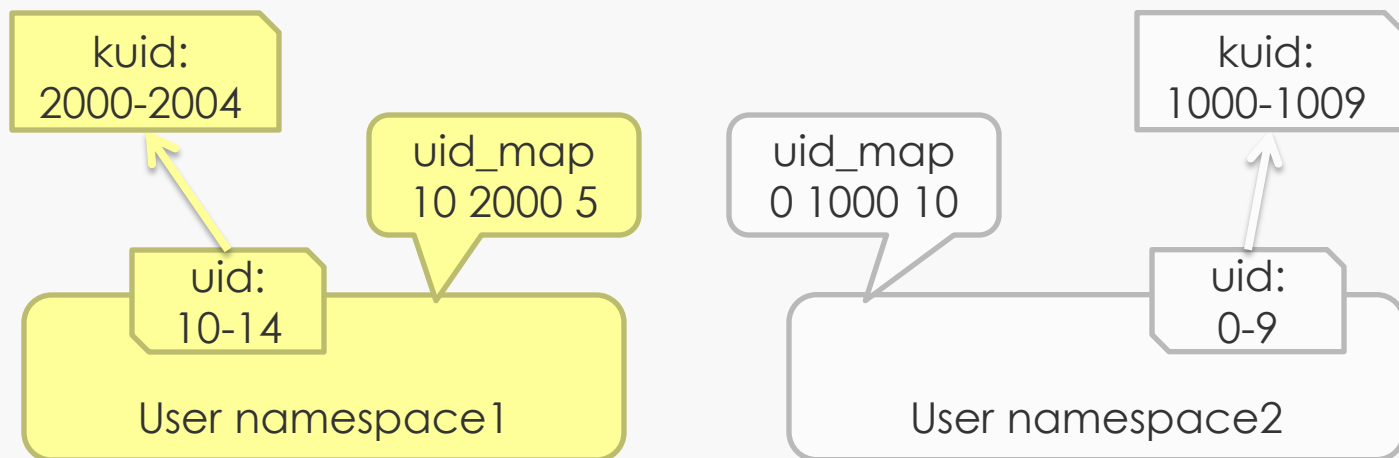 kuid:
2000-2004
uid_map
10 2000 5
uid:
10-14
User namespace1
kuid:
1000-1009
uid_map
0 1000 10
uid:
0-9
User namespace2